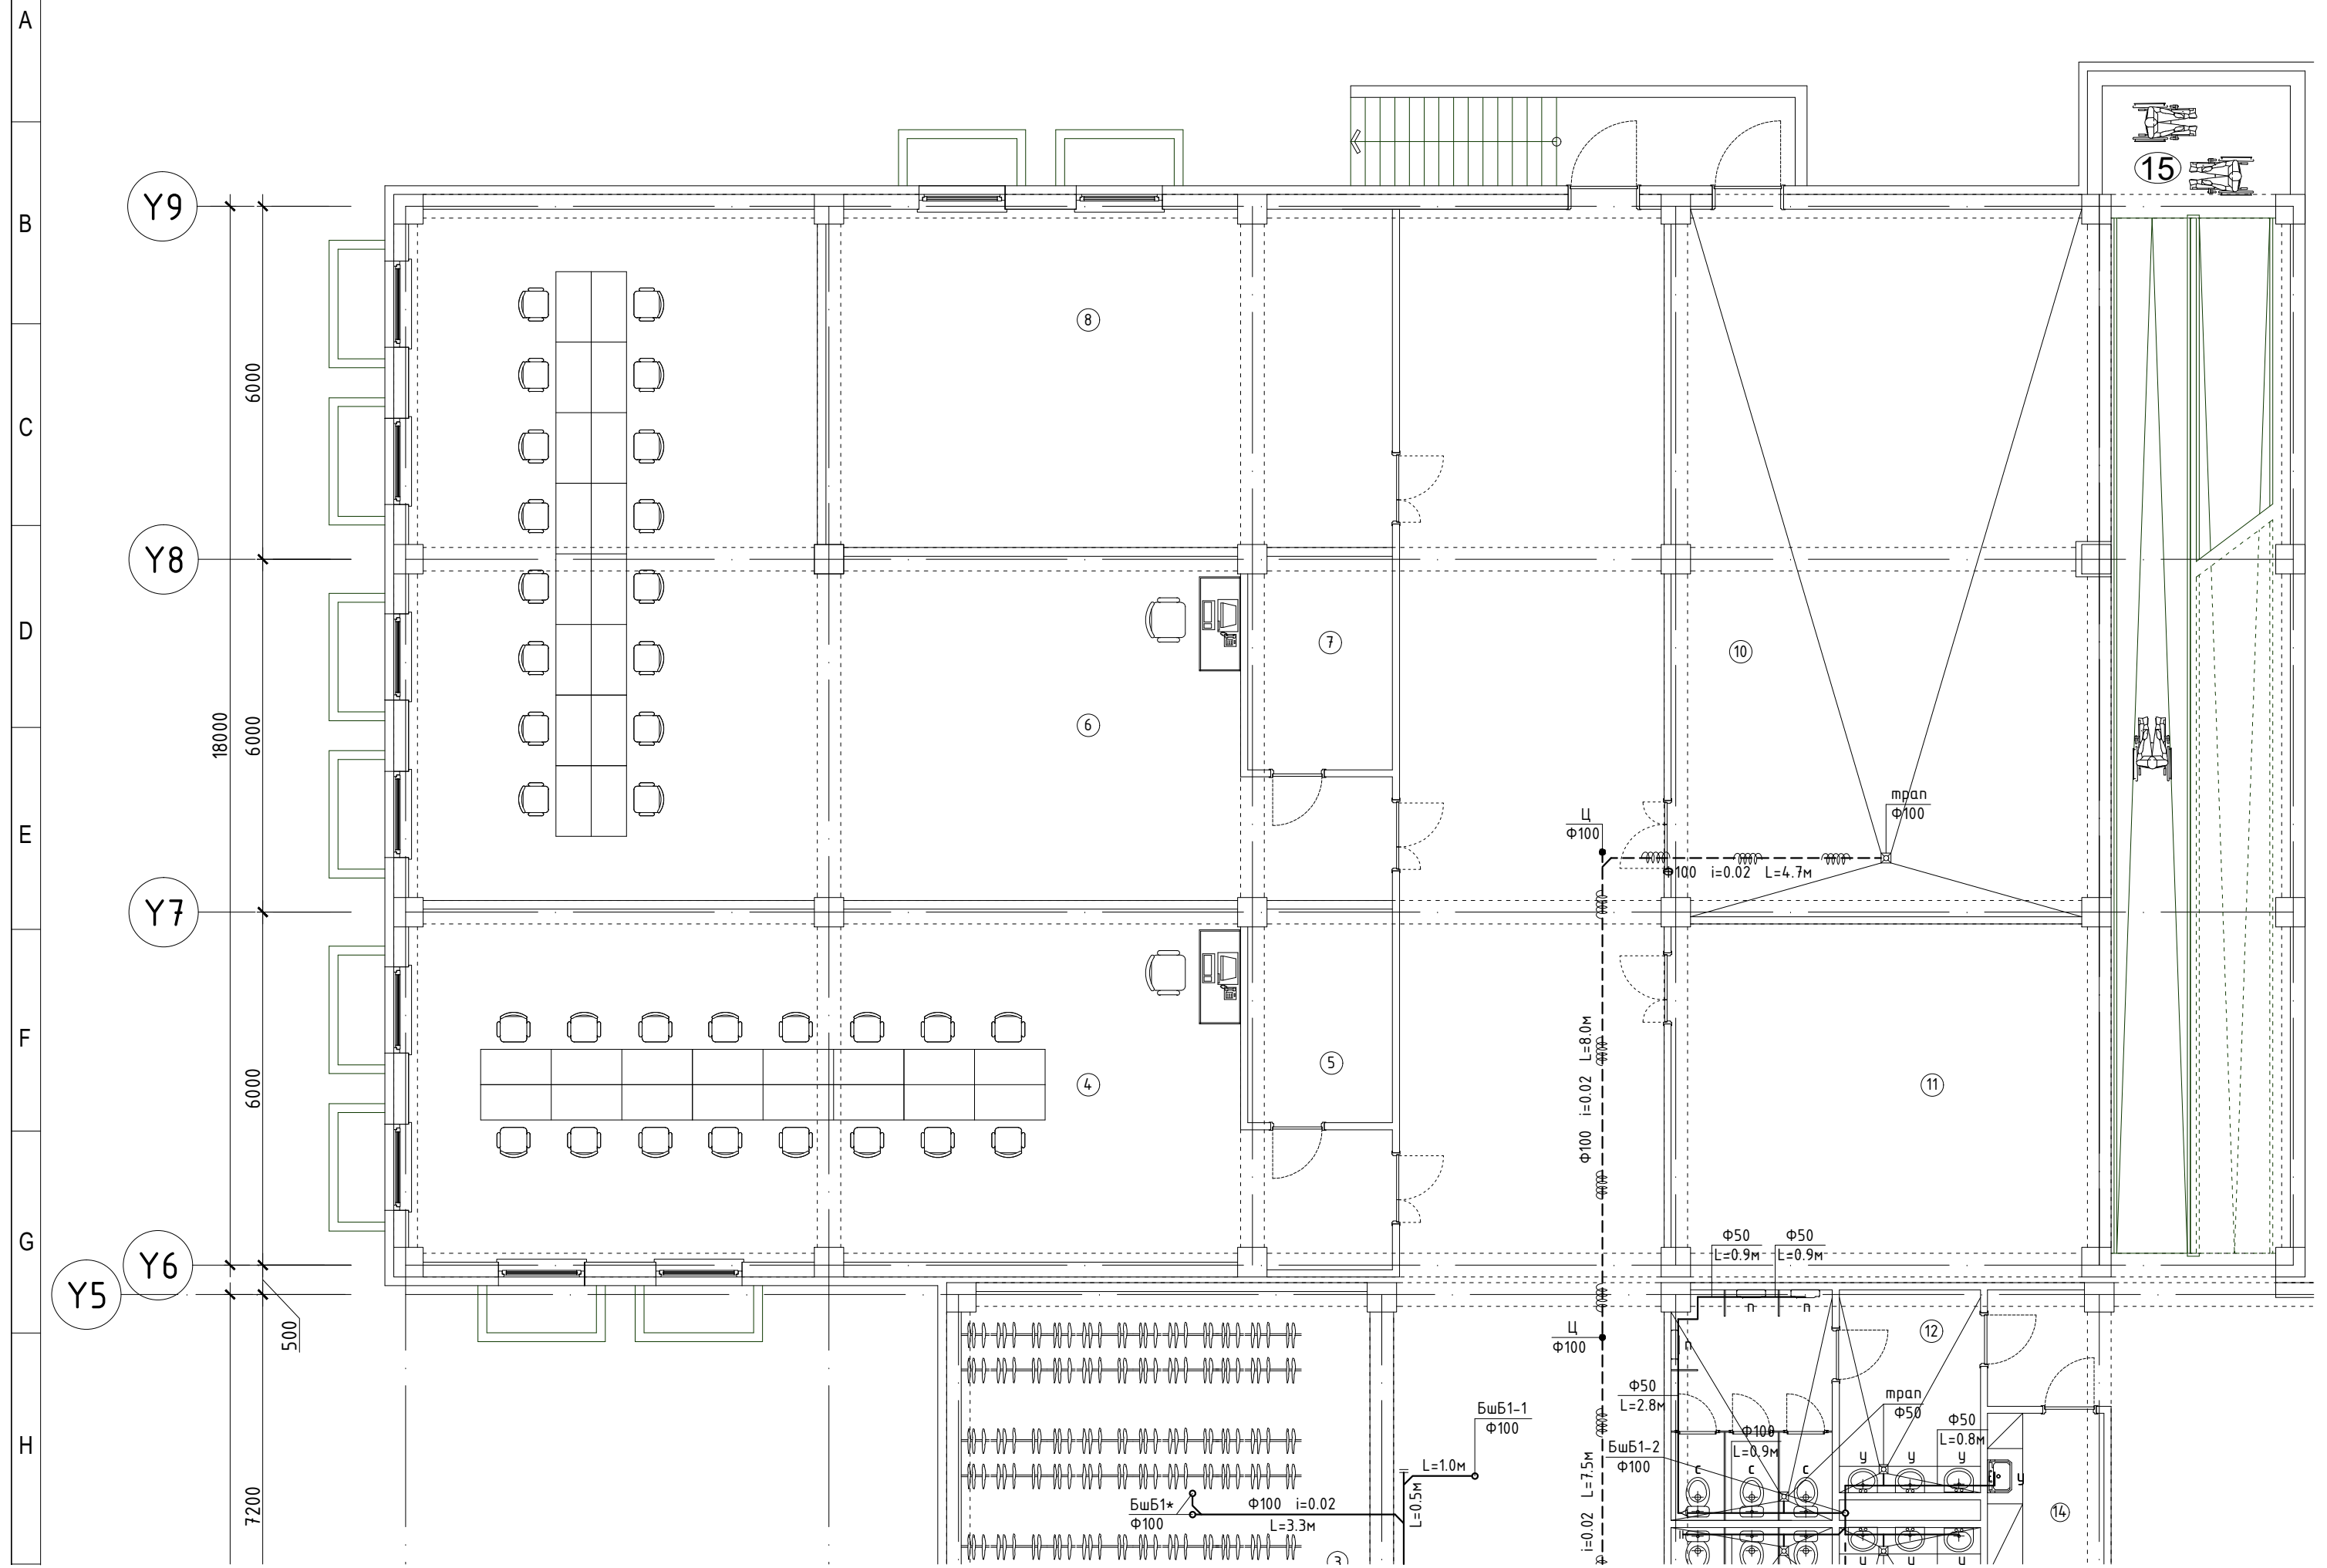 A
B
C
D
E
F
G
H
Y9
Y8
Y7
Y6
Y5
6000
6000
6000
18000
500
7200
15
8
7
6
10
5
4
11
12
14
3
трап
Ф100
Ц
Ф100
Ф100 i=0.02 L=4.7м
Ф100 i=0.02 L=8.0м
Ф50
L=0.9м
Ф50
L=0.9м
п
п
п
Ц
Ф100
Ф50
L=2.8м
трап
Ф50
Ф50
L=0.8м
Ф100
L=0.9м
БшБ1-1
Ф100
БшБ1-2
Ф100
L=1.0м
L=0.5м
БшБ1*
Ф100
Ф100 i=0.02
L=3.3м
i=0.02 L=7.5м
с
с
с
У
У
У
У
У
У
У